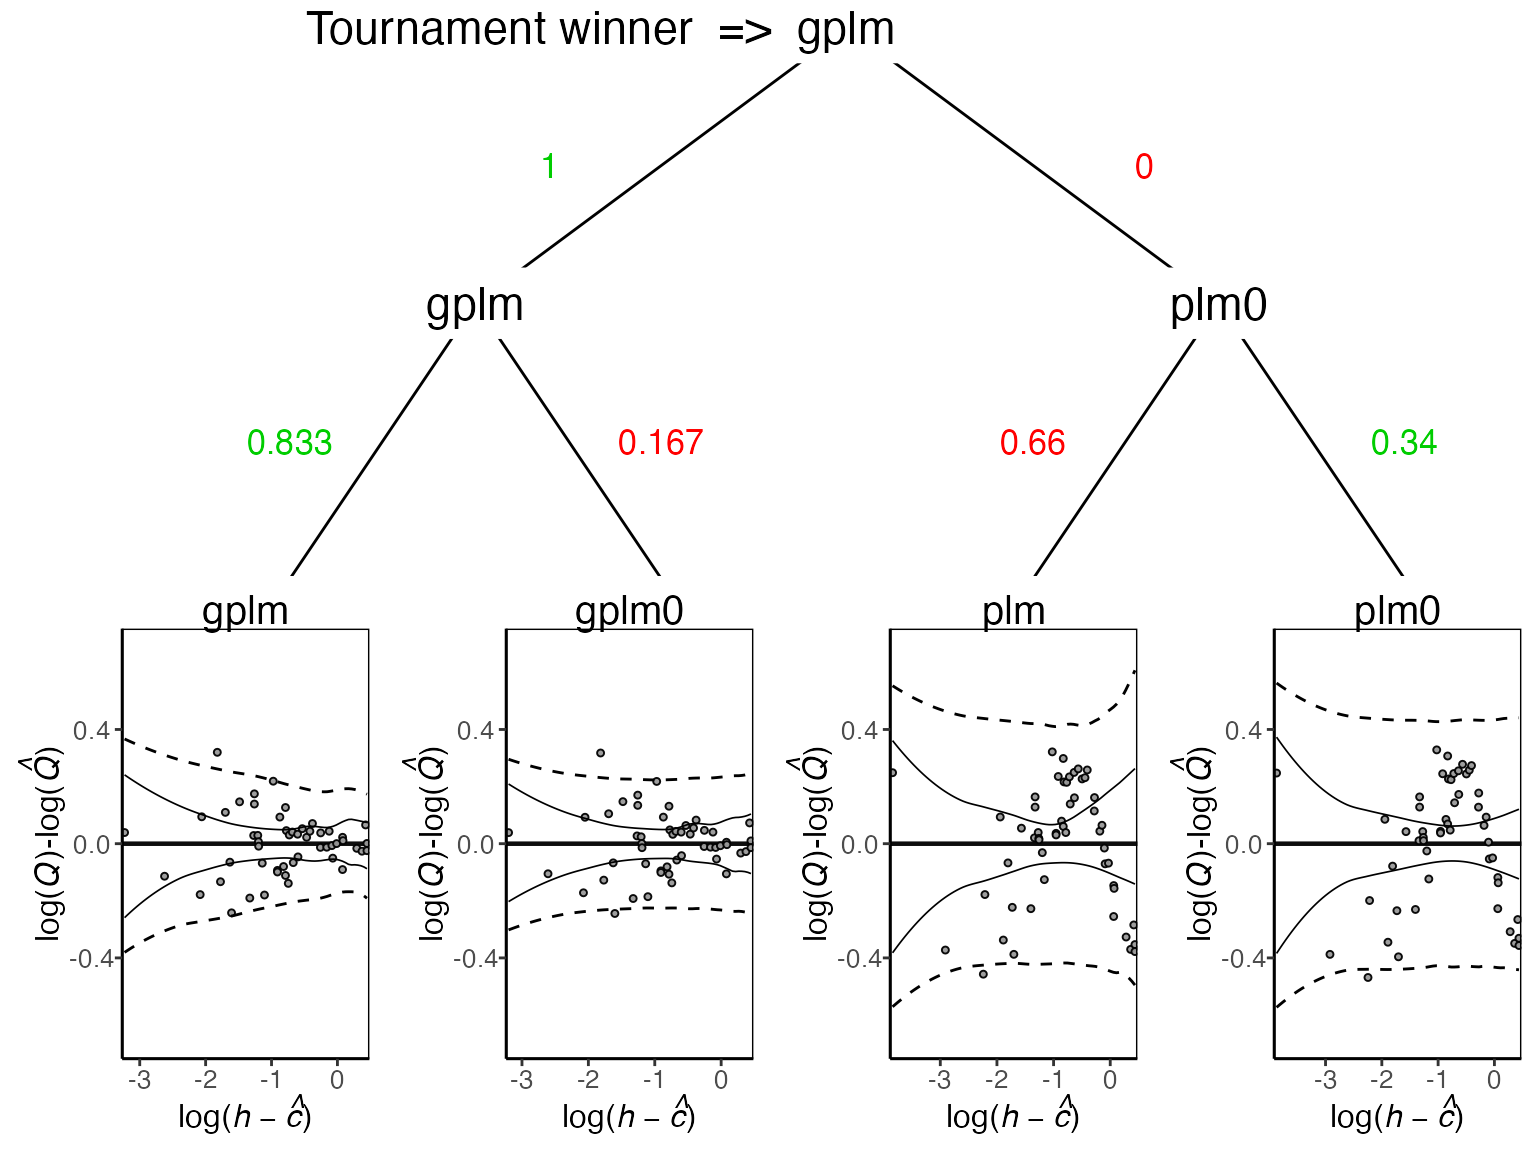 Tournament winner => gplm
1 0
gplm plm0
0.833 0.167 0.66 0.34
gplm gplm0 plm plm0
0.4 0.4 0.4 0.4
0.0 0.0 0.0 0.0
-0.4 -0.4 -0.4 -0.4
log(Q)-log(Q̂) log(Q)-log(Q̂) log(Q)-log(Q̂) log(Q)-log(Q̂)
-3 -2 -1 0 -3 -2 -1 0 -3 -2 -1 0 -3 -2 -1 0
log(h − ĉ) log(h − ĉ) log(h − ĉ) log(h − ĉ)